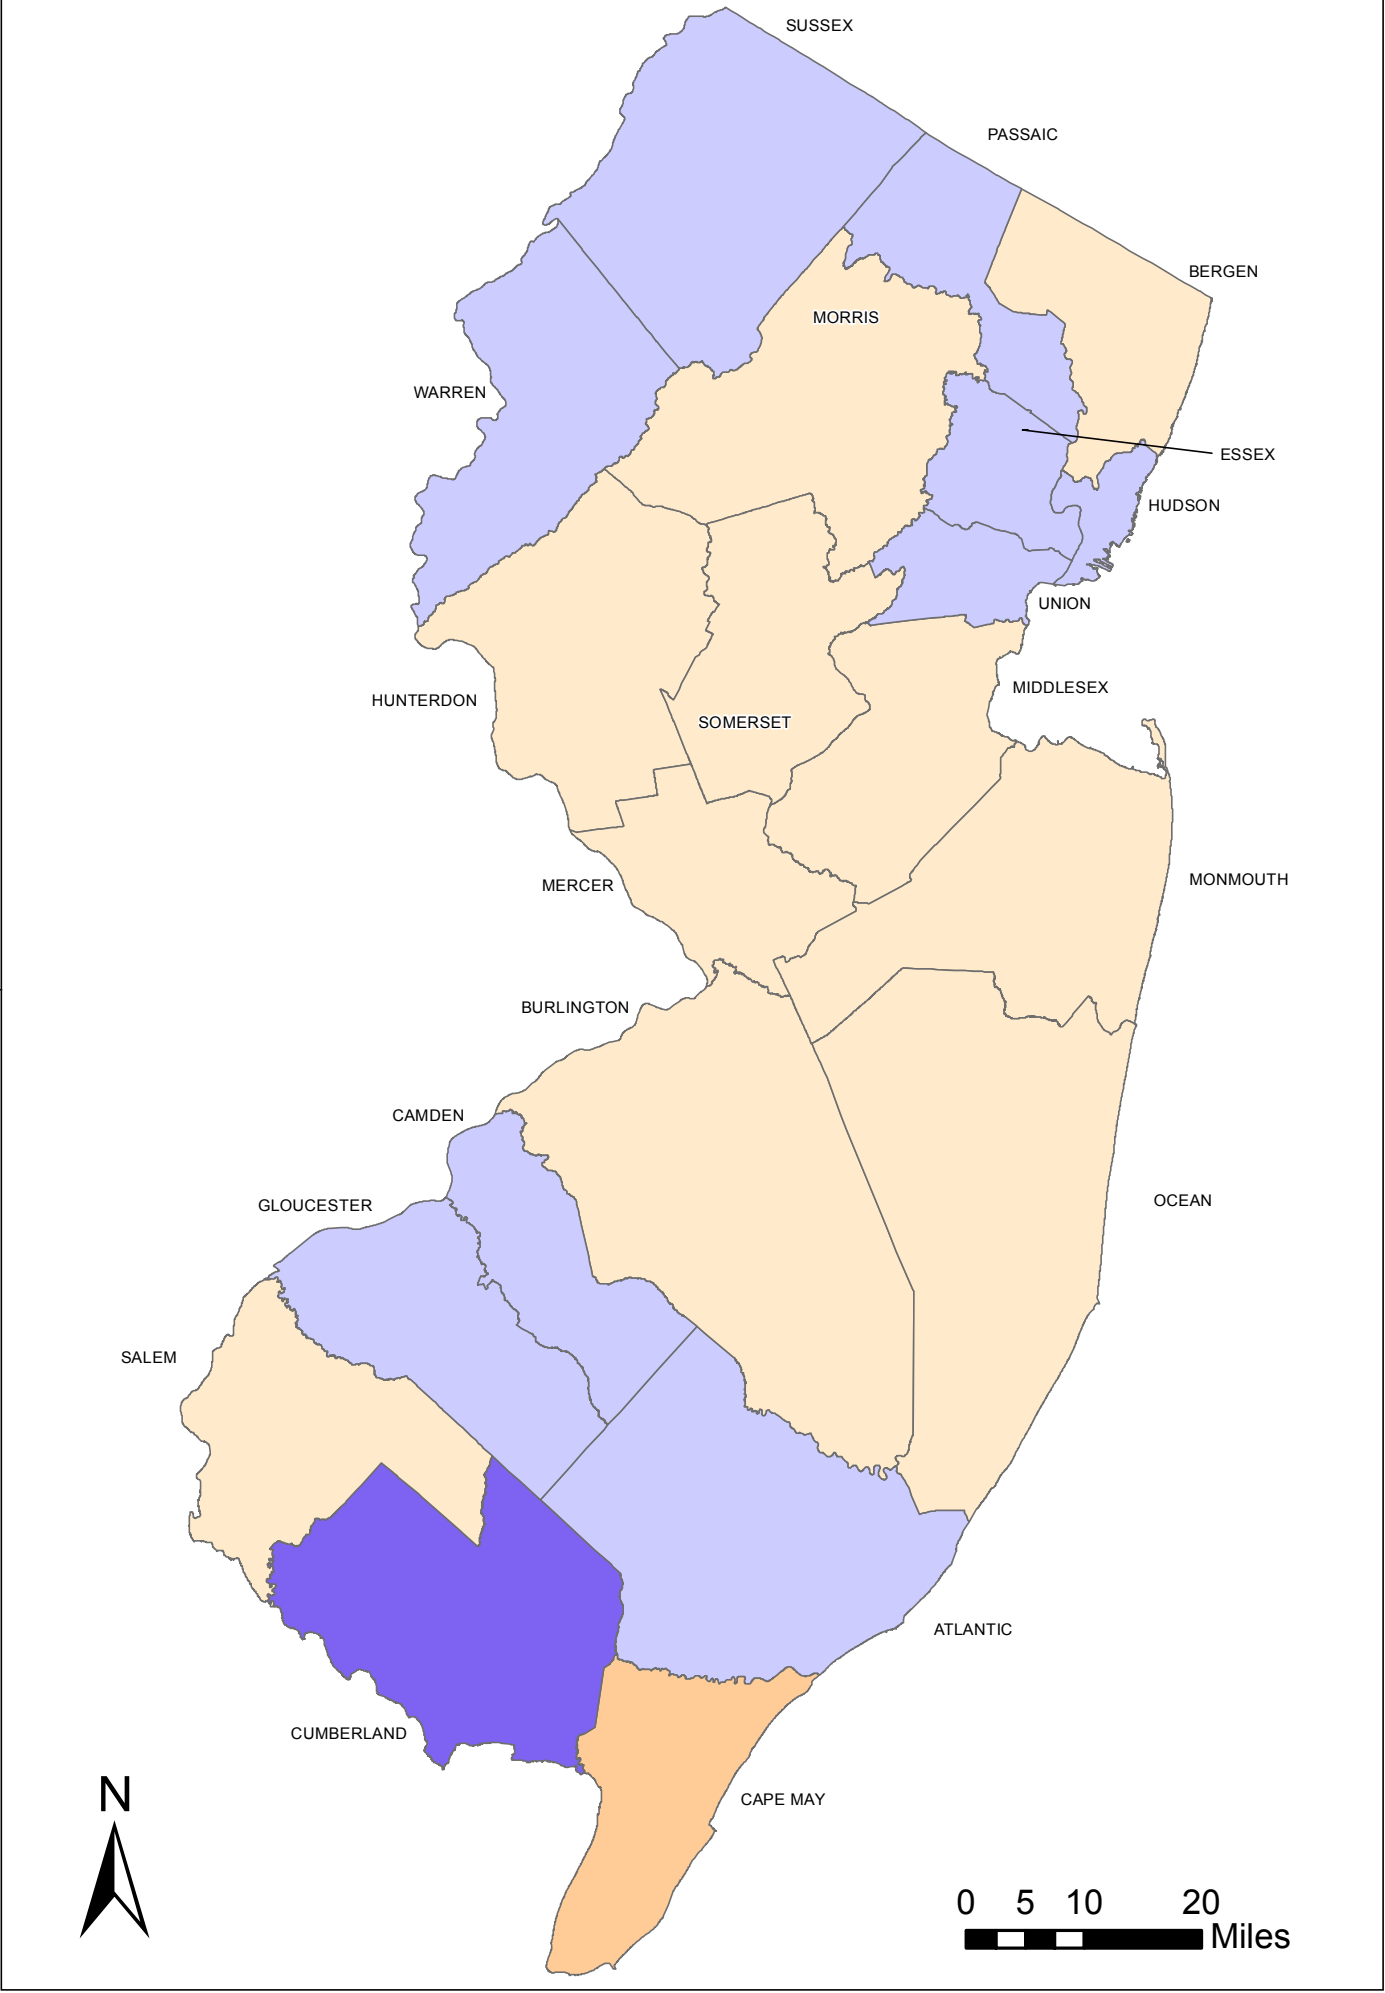 SUSSEX
PASSAIC
BERGEN
MORRIS
WARREN
ESSEX
HUDSON
UNION
MIDDLESEX
HUNTERDON
SOMERSET
MERCER
MONMOUTH
BURLINGTON
CAMDEN
OCEAN
GLOUCESTER
SALEM
ATLANTIC
CUMBERLAND
N
CAPE MAY
0 5 10 20
Miles